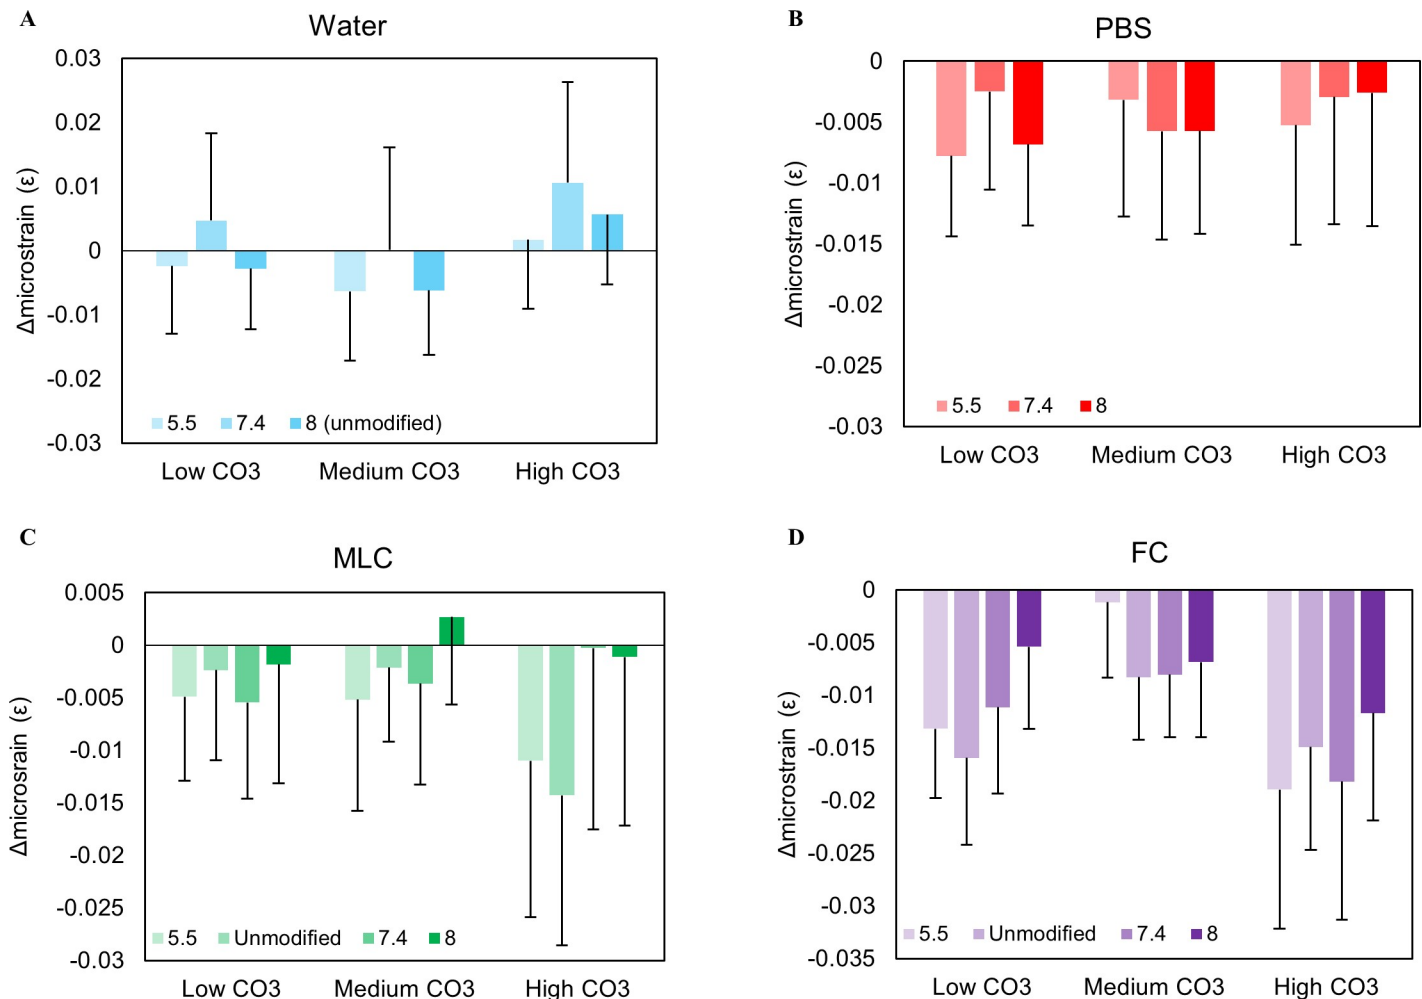 A
Water
Δmicrostrain (ε)
0.03
0.02
0.01
0
-0.01
-0.02
-0.03
5.5 7.4 8 (unmodified)
Low CO3 Medium CO3 High CO3
B
PBS
Δmicrostrain (ε)
0
-0.005
-0.01
-0.015
-0.02
-0.025
-0.03
5.5 7.4 8
Low CO3 Medium CO3 High CO3
C
MLC
Δmicrosrain (ε)
0.005
0
-0.005
-0.01
-0.015
-0.02
-0.025
-0.03
5.5 Unmodified 7.4 8
Low CO3 Medium CO3 High CO3
D
FC
Δmicrostrain (ε)
0
-0.005
-0.01
-0.015
-0.02
-0.025
-0.03
-0.035
5.5 Unmodified 7.4 8
Low CO3 Medium CO3 High CO3